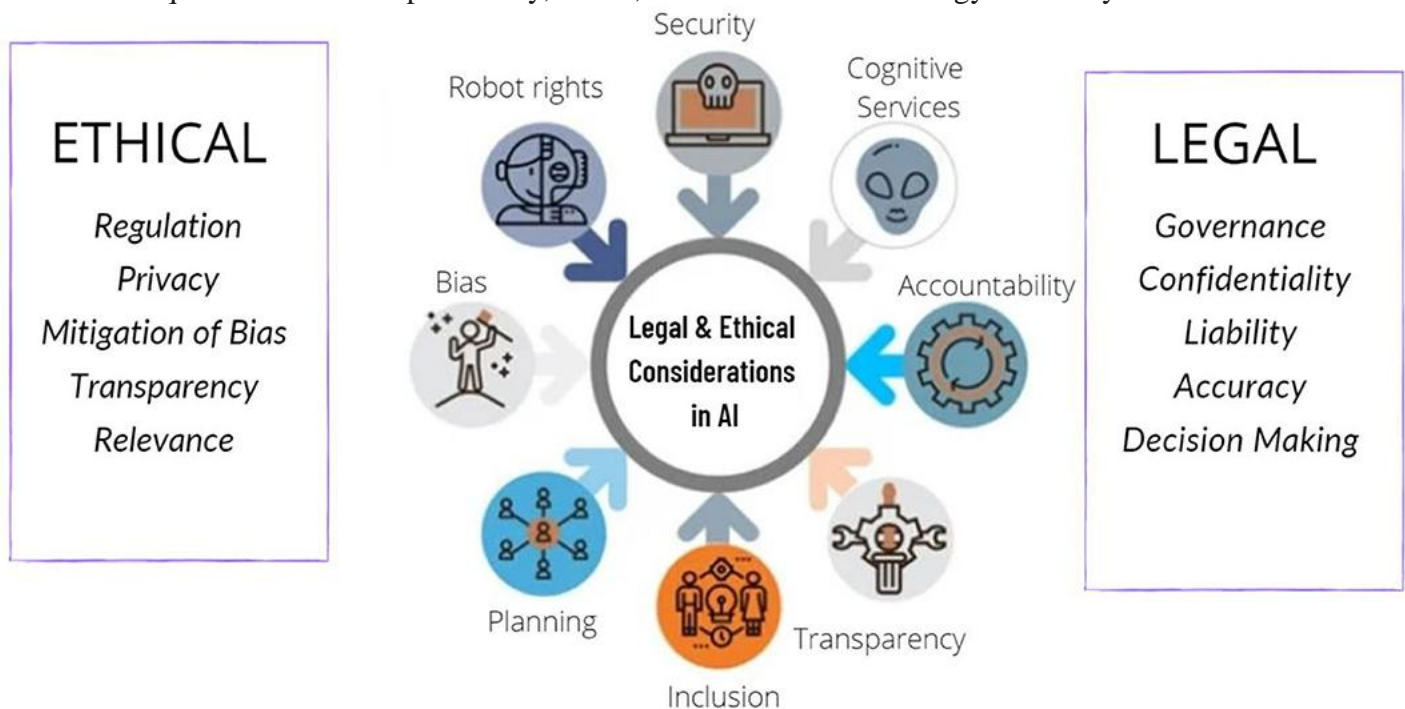 Security
Robot rights
Cognitive
Services
ETHICAL
Regulation
Privacy
Mitigation of Bias
Transparency
Relevance
Bias
Legal & Ethical
Considerations
in AI
Accountability
Planning
Inclusion
Transparency
LEGAL
Governance
Confidentiality
Liability
Accuracy
Decision Making